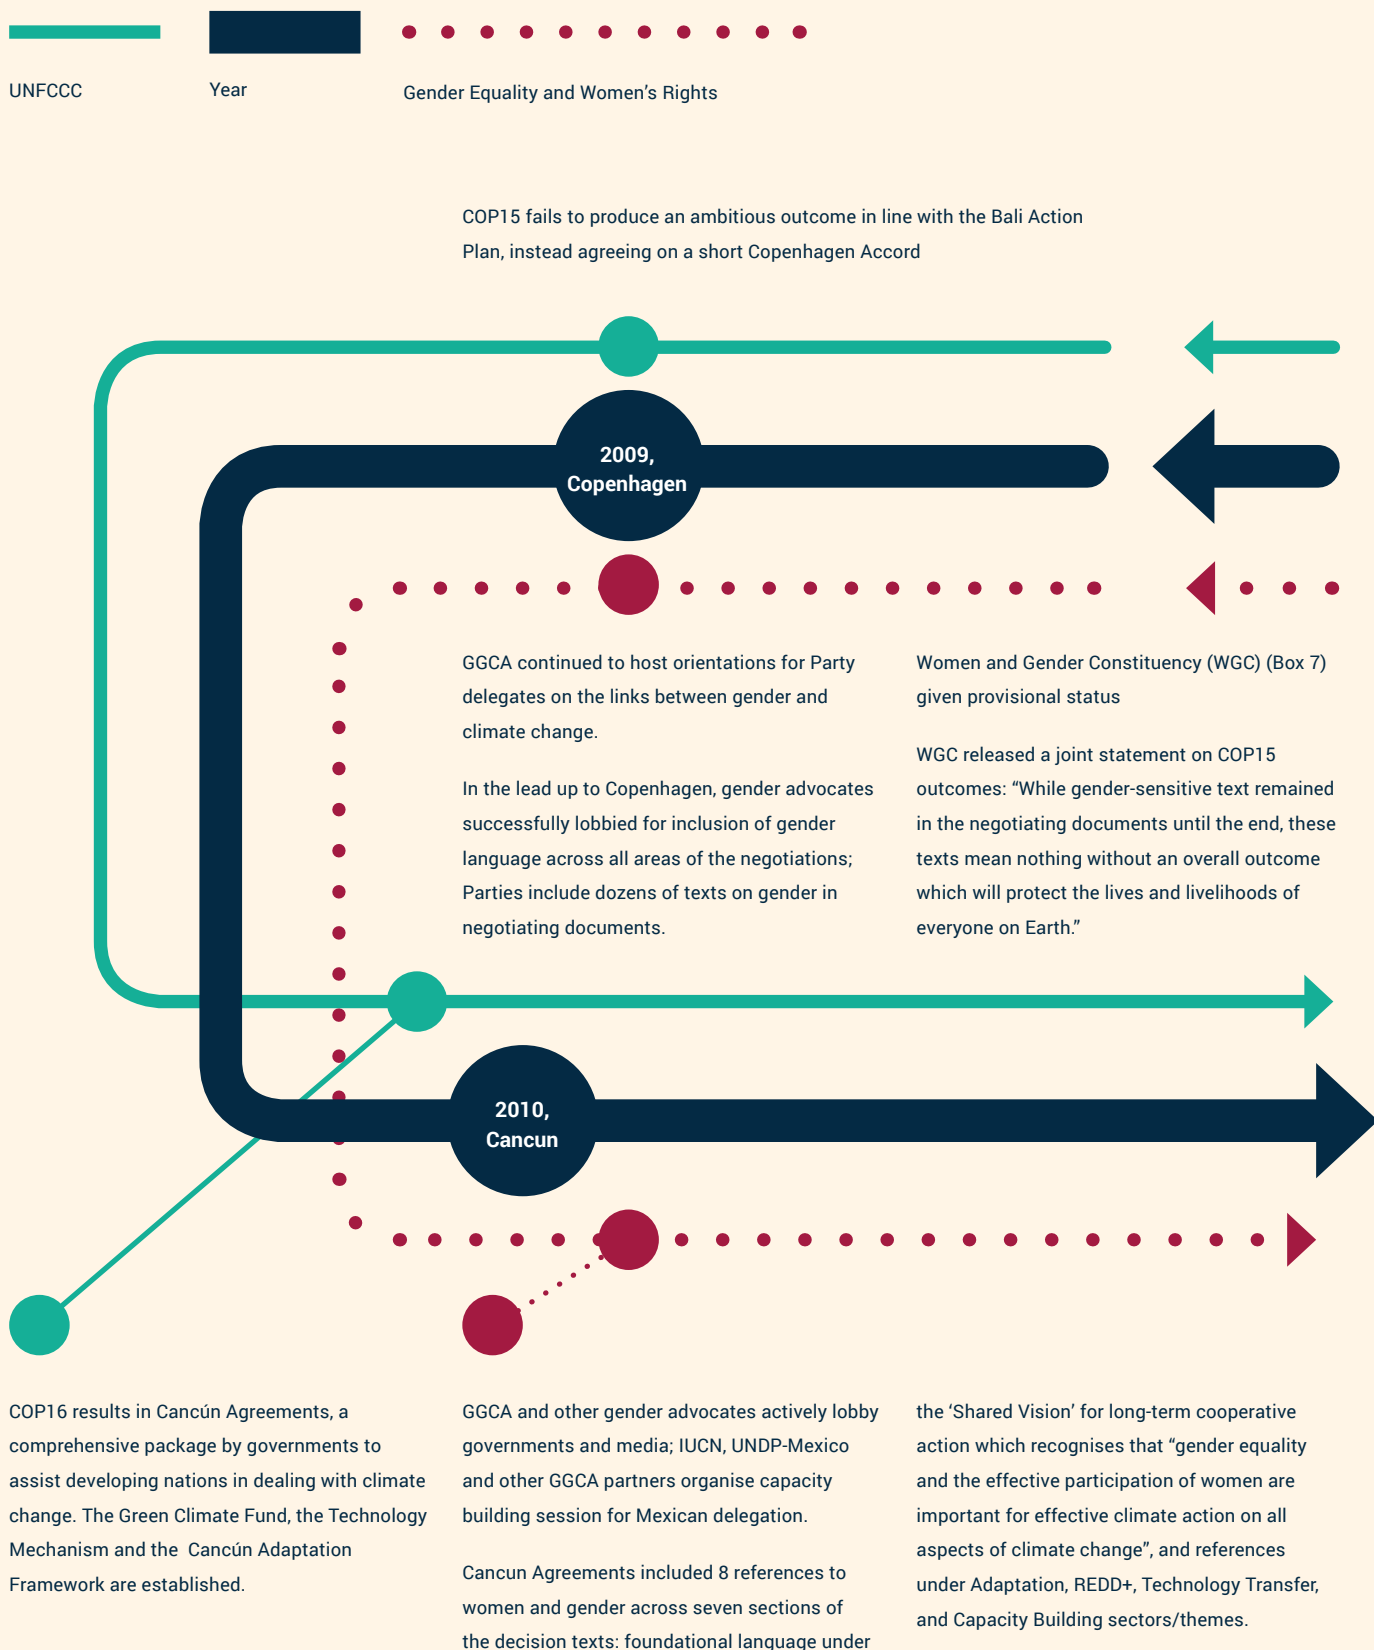 UNFCCC
Year
Gender Equality and Women's Rights
COP15 fails to produce an ambitious outcome in line with the Bali Action
Plan, instead agreeing on a short Copenhagen Accord
2009,
Copenhagen
GGCA continued to host orientations for Party
delegates on the links between gender and
climate change.
In the lead up to Copenhagen, gender advocates
successfully lobbied for inclusion of gender
language across all areas of the negotiations;
Parties include dozens of texts on gender in
negotiating documents.
Women and Gender Constituency (WGC) (Box 7)
given provisional status
WGC released a joint statement on COP15
outcomes: “While gender-sensitive text remained
in the negotiating documents until the end, these
texts mean nothing without an overall outcome
which will protect the lives and livelihoods of
everyone on Earth.”
2010,
Cancun
COP16 results in Cancún Agreements, a
comprehensive package by governments to
assist developing nations in dealing with climate
change. The Green Climate Fund, the Technology
Mechanism and the Cancún Adaptation
Framework are established.
GGCA and other gender advocates actively lobby
governments and media; IUCN, UNDP-Mexico
and other GGCA partners organise capacity
building session for Mexican delegation.
Cancun Agreements included 8 references to
women and gender across seven sections of
the decision texts: foundational language under
the ‘Shared Vision’ for long-term cooperative
action which recognises that “gender equality
and the effective participation of women are
important for effective climate action on all
aspects of climate change”, and references
under Adaptation, REDD+, Technology Transfer,
and Capacity Building sectors/themes.